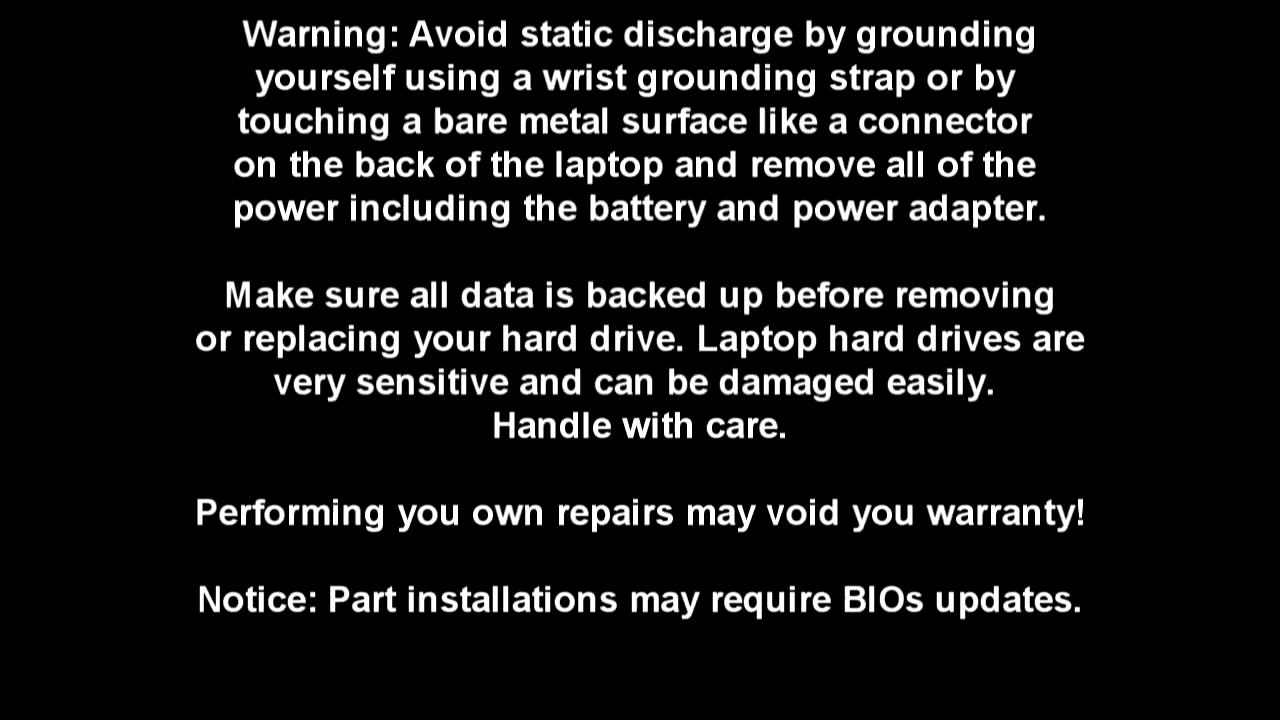 Warning: Avoid static discharge by grounding
yourself using a wrist grounding strap or by
touching a bare metal surface like a connector
on the back of the laptop and remove all of the
power including the battery and power adapter.
Make sure all data is backed up before removing
or replacing your hard drive. Laptop hard drives are
very sensitive and can be damaged easily.
Handle with care.
Performing you own repairs may void you warranty!
Notice: Part installations may require BIOs updates.